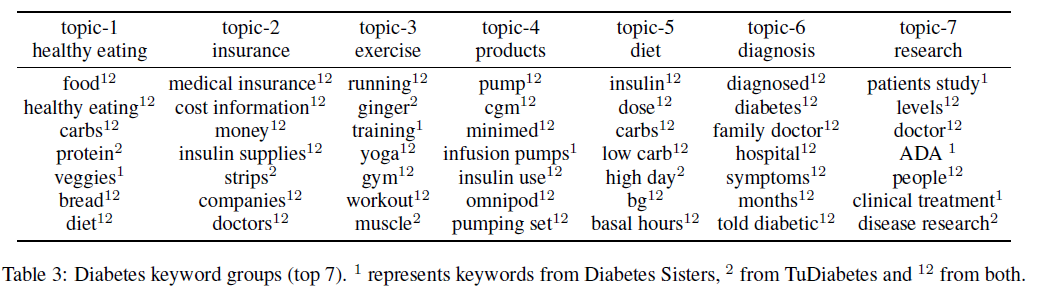 topic-1 topic-2 topic-3 topic-4 topic-5 topic-6 topic-7
healthy eating insurance exercise products diet diagnosis research
food¹² medical insurance¹² running¹² pump¹² insulin¹² diagnosed¹² patients study¹
healthy eating¹² cost information¹² ginger² cgm¹² dose¹² diabetes¹² levels¹²
carbs¹² money¹² training¹ minimed¹² carbs¹² family doctor¹² doctor¹²
protein² insulin supplies¹² yoga¹² infusion pumps¹ low carb¹² hospital¹² ADA ¹
veggies¹ strips² gym¹² insulin use¹² high day² symptoms¹² people¹²
bread¹² companies¹² workout¹² omnipod¹² bg¹² months¹² clinical treatment¹
diet¹² doctors¹² muscle² pumping set¹² basal hours¹² told diabetic¹² disease research²
Table 3: Diabetes keyword groups (top 7). ¹ represents keywords from Diabetes Sisters, ² from TuDiabetes and ¹² from both.